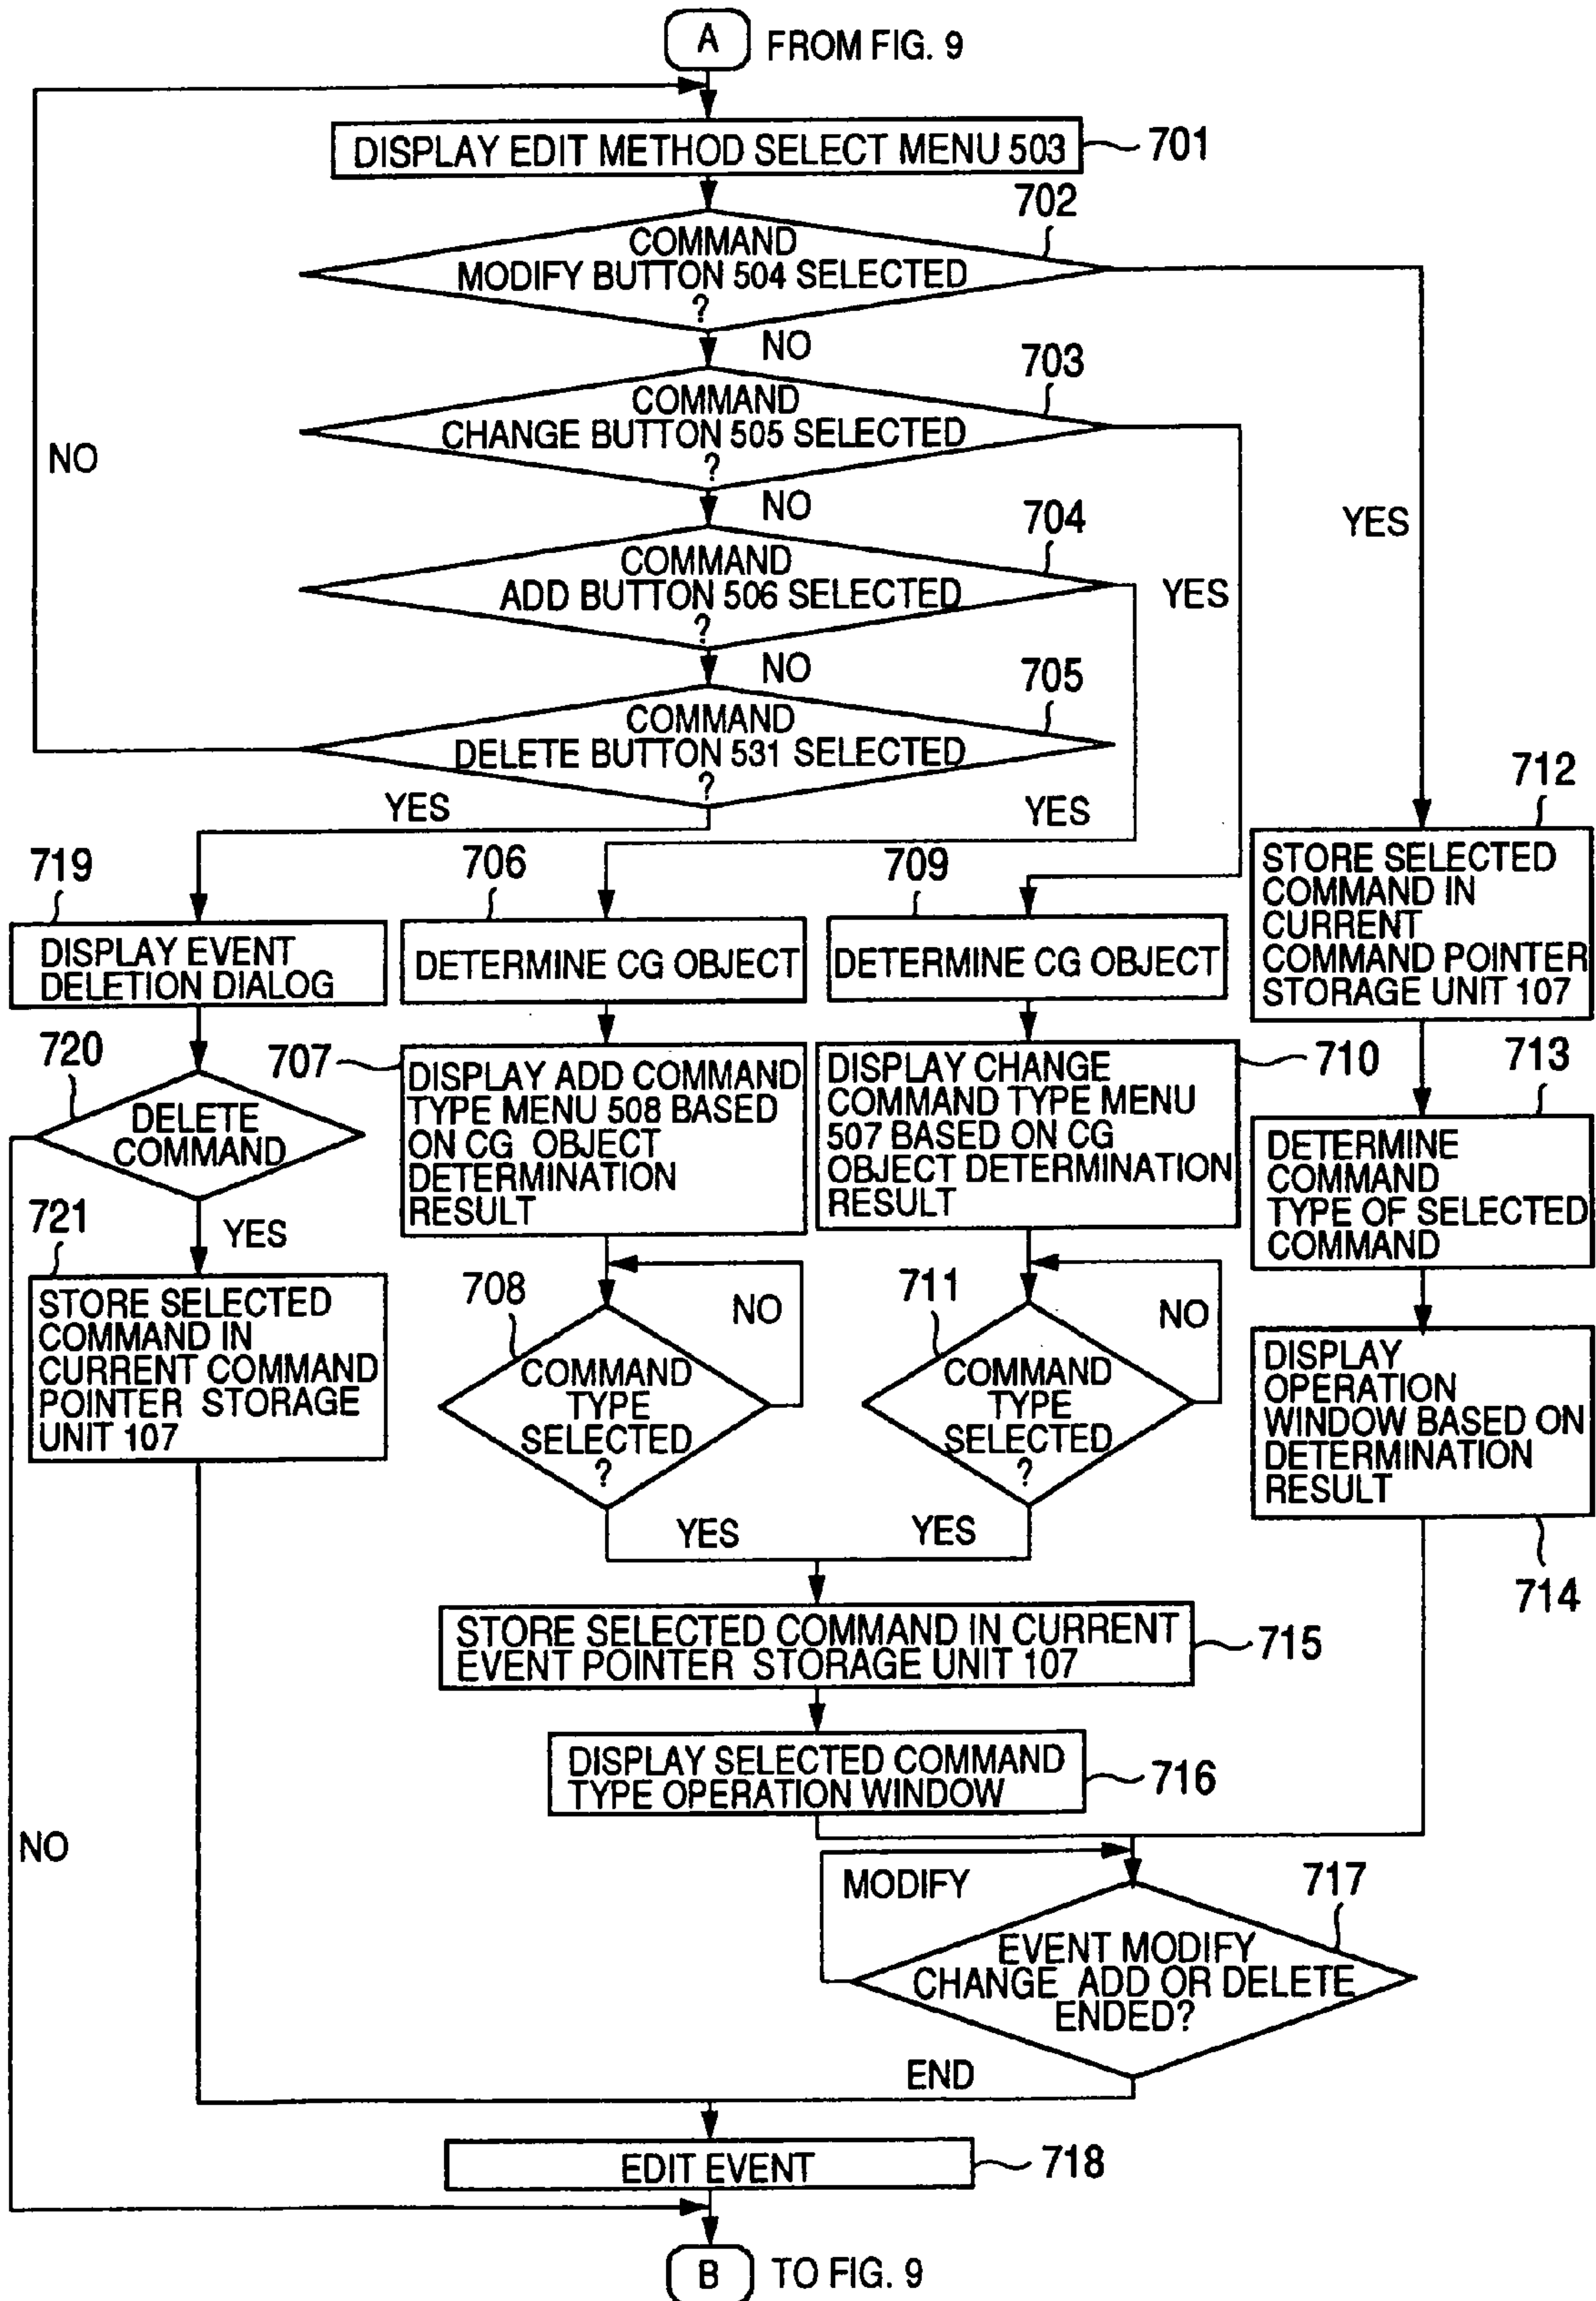 A
FROM FIG. 9
DISPLAY EDIT METHOD SELECT MENU 503
701
702
COMMAND
MODIFY BUTTON 504 SELECTED
?
NO
703
COMMAND
CHANGE BUTTON 505 SELECTED
?
NO
NO
704
YES
COMMAND
ADD BUTTON 506 SELECTED
?
YES
NO
705
COMMAND
DELETE BUTTON 531 SELECTED
?
YES
YES
712
STORE SELECTED
COMMAND IN
CURRENT
COMMAND POINTER
STORAGE UNIT 107
719
706
709
DISPLAY EVENT
DELETION DIALOG
DETERMINE CG OBJECT
DETERMINE CG OBJECT
720
707
710
713
DELETE
COMMAND
DISPLAY ADD COMMAND
TYPE MENU 508 BASED
ON CG OBJECT
DETERMINATION
RESULT
DISPLAY CHANGE
COMMAND TYPE MENU
507 BASED ON CG
OBJECT DETERMINATION
RESULT
DETERMINE
COMMAND
TYPE OF SELECTED
COMMAND
721
YES
STORE SELECTED
COMMAND IN
CURRENT COMMAND
POINTER STORAGE
UNIT 107
708
NO
COMMAND
TYPE
SELECTED
?
711
NO
COMMAND
TYPE
SELECTED
?
DISPLAY
OPERATION
WINDOW BASED ON
DETERMINATION
RESULT
714
YES
YES
STORE SELECTED COMMAND IN CURRENT
EVENT POINTER STORAGE UNIT 107
715
DISPLAY SELECTED COMMAND
TYPE OPERATION WINDOW
716
NO
MODIFY
717
EVENT MODIFY
CHANGE ADD OR DELETE
ENDED?
END
EDIT EVENT
718
B
TO FIG. 9